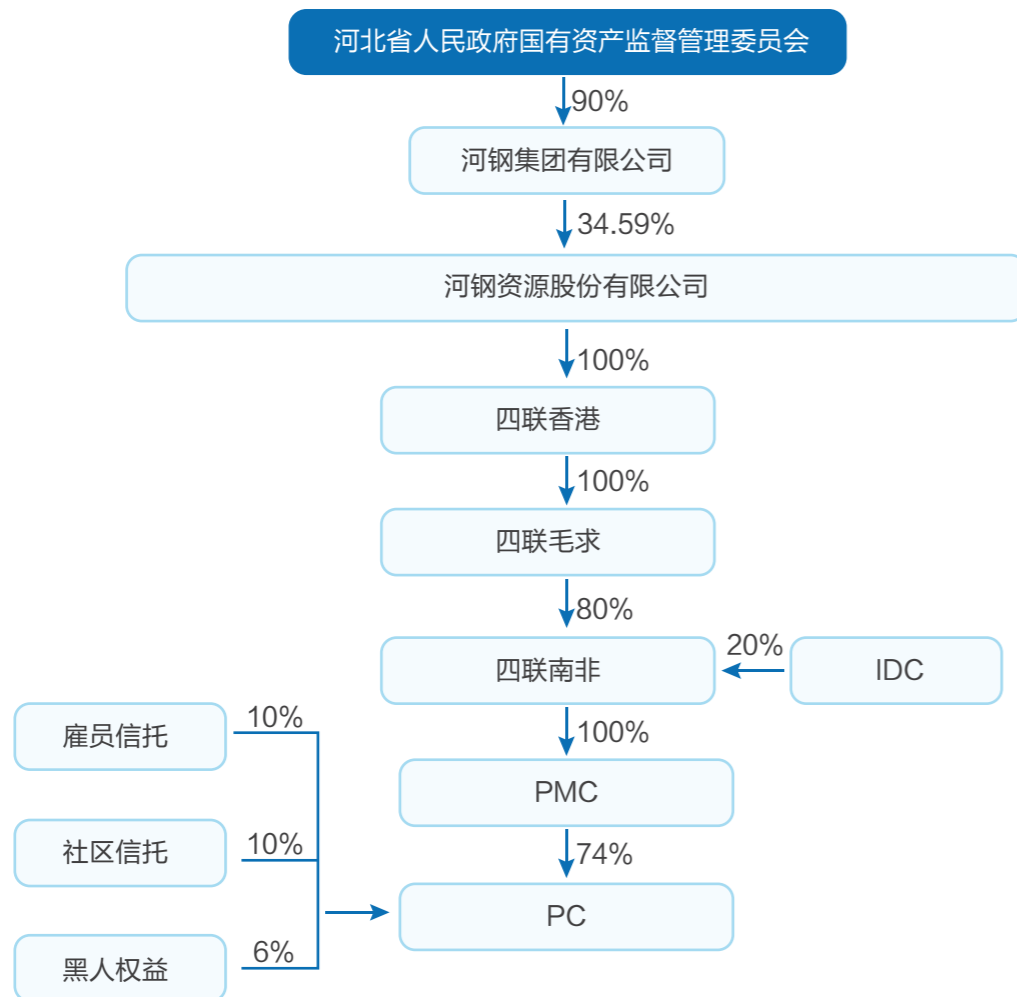 河北省人民政府国有资产监督管理委员会
90%
河钢集团有限公司
34.59%
河钢资源股份有限公司
100%
四联香港
100%
四联毛求
80%
四联南非
20%
IDC
100%
雇员信托
10%
PMC
社区信托
10%
74%
PC
黑人权益
6%